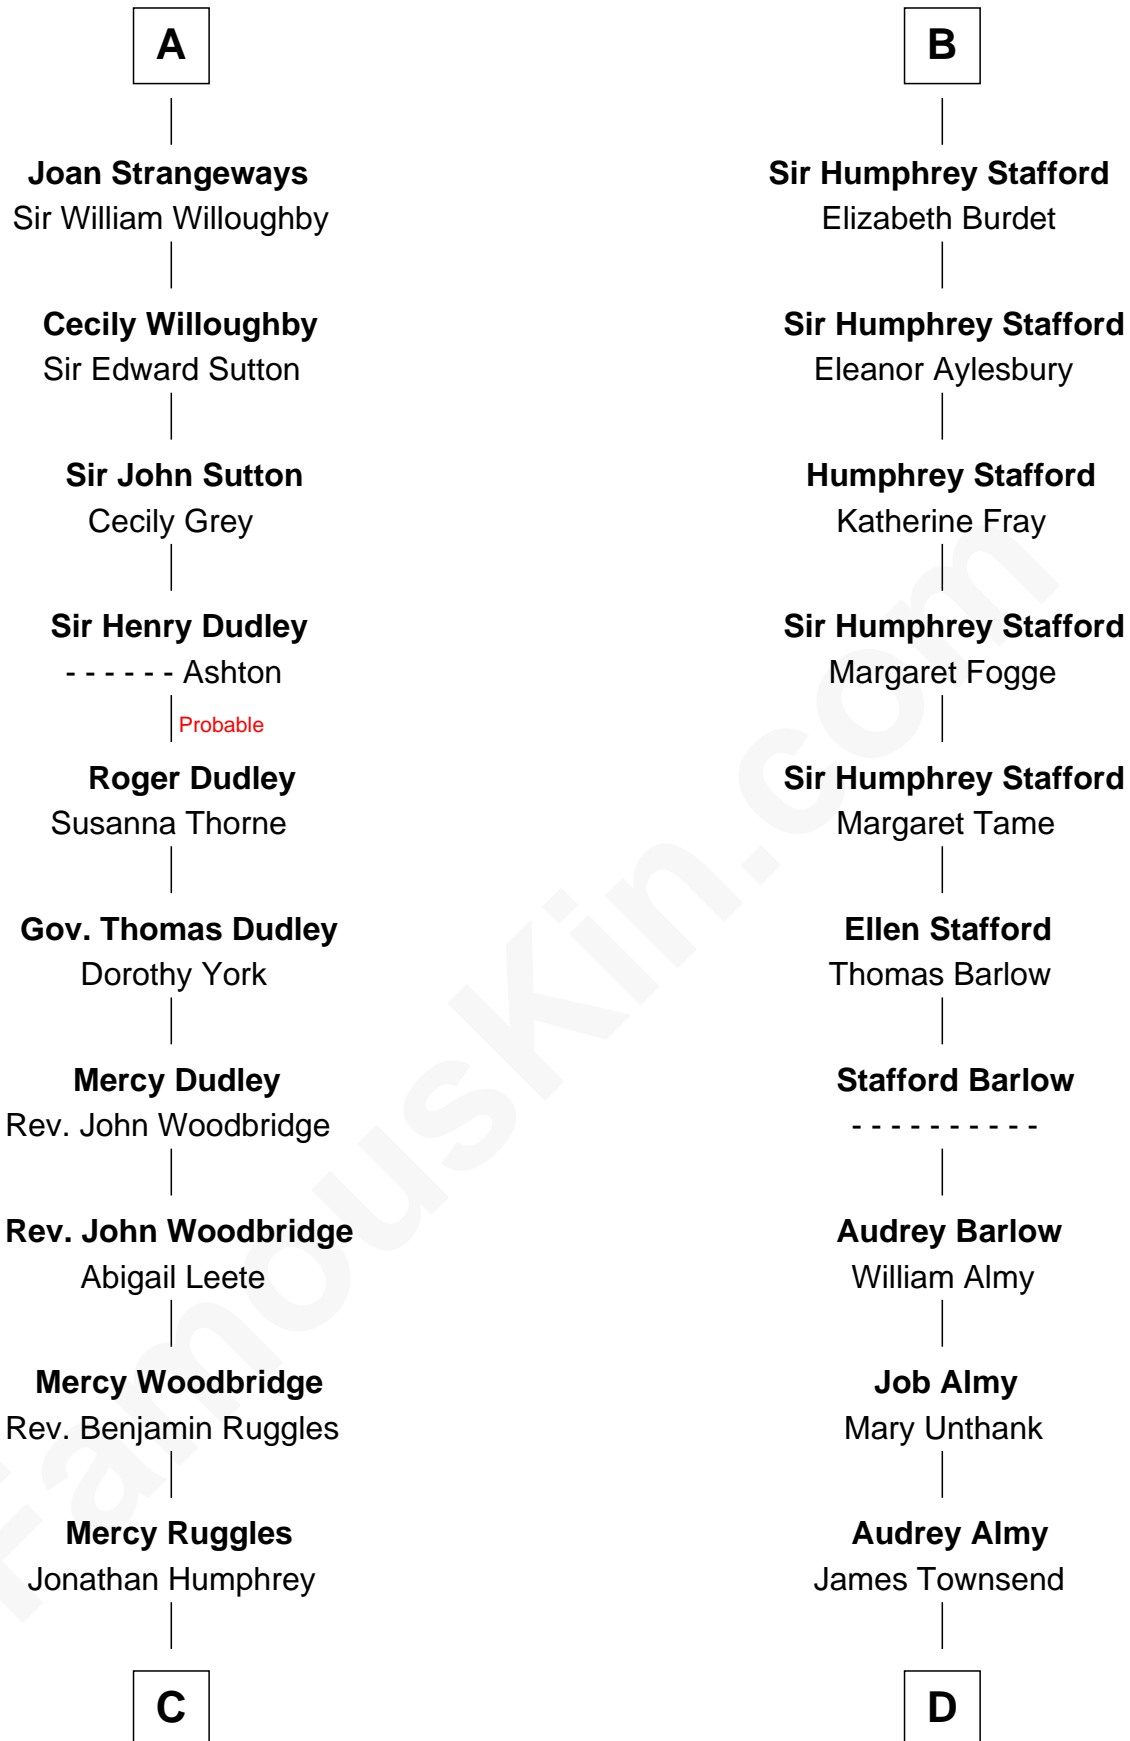 A
Joan Strangeways
Sir William Willoughby
Cecily Willoughby
Sir Edward Sutton
Sir John Sutton
Cecily Grey
Sir Henry Dudley
- - - - - - Ashton
Probable
Roger Dudley
Susanna Thorne
Gov. Thomas Dudley
Dorothy York
Mercy Dudley
Rev. John Woodbridge
Rev. John Woodbridge
Abigail Leete
Mercy Woodbridge
Rev. Benjamin Ruggles
Mercy Ruggles
Jonathan Humphrey
C
B
Sir Humphrey Stafford
Elizabeth Burdet
Sir Humphrey Stafford
Eleanor Aylesbury
Humphrey Stafford
Katherine Fray
Sir Humphrey Stafford
Margaret Fogge
Sir Humphrey Stafford
Margaret Tame
Ellen Stafford
Thomas Barlow
Stafford Barlow
- - - - - - - - - -
Audrey Barlow
William Almy
Job Almy
Mary Unthank
Audrey Almy
James Townsend
D
FamousKin.com